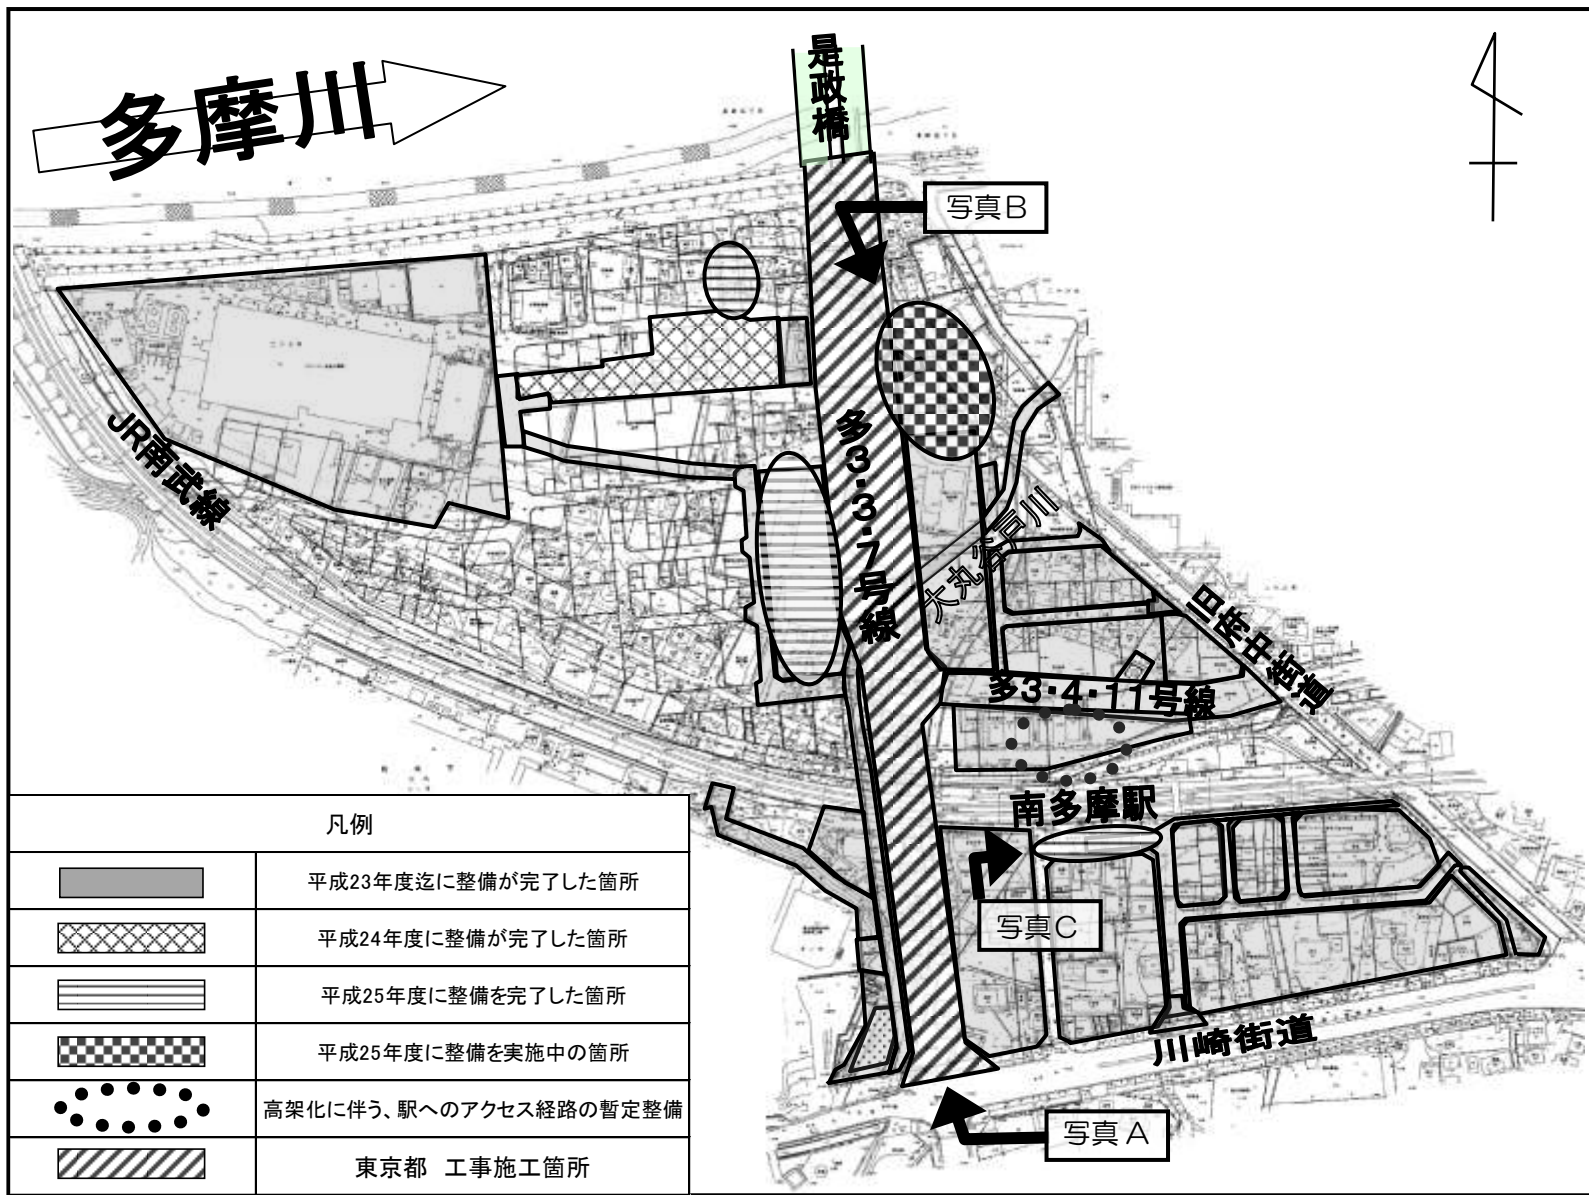 是政橋
多摩川
写真B
JR南武線
多3・3・7号線
大丸谷戸川
旧府中街道
多3・4・11号線
南多摩駅
写真C
川崎街道
写真A
凡例
平成23年度迄に整備が完了した箇所
平成24年度に整備が完了した箇所
平成25年度に整備を完了した箇所
平成25年度に整備を実施中の箇所
高架化に伴う、駅へのアクセス経路の暫定整備
東京都 工事施工箇所